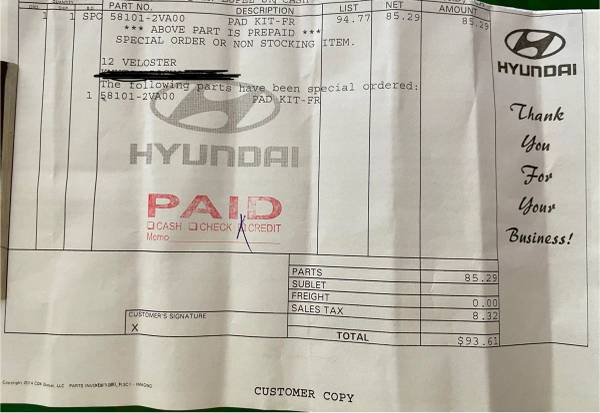 PART NO. DESCRIPTION LIST NET AMOUNT
1 1 SPC 58101-2VA00 PAD KIT-FR 94.77 85.29 85.29
*** ABOVE PART IS PREPAID ***
SPECIAL ORDER OR NON STOCKING ITEM.
12 VELOSTER
The following parts have been special ordered:
1 58101-2VA00 PAD KIT-FR
HYUNDAI
PAID
CASH CHECK CREDIT
Memo
HYUNDAI
Thank
You
For
Your
Business!
PARTS 85.29
SUBLET
FREIGHT 0.00
SALES TAX 8.32
TOTAL $93.61
CUSTOMER'S SIGNATURE
X
CUSTOMER COPY